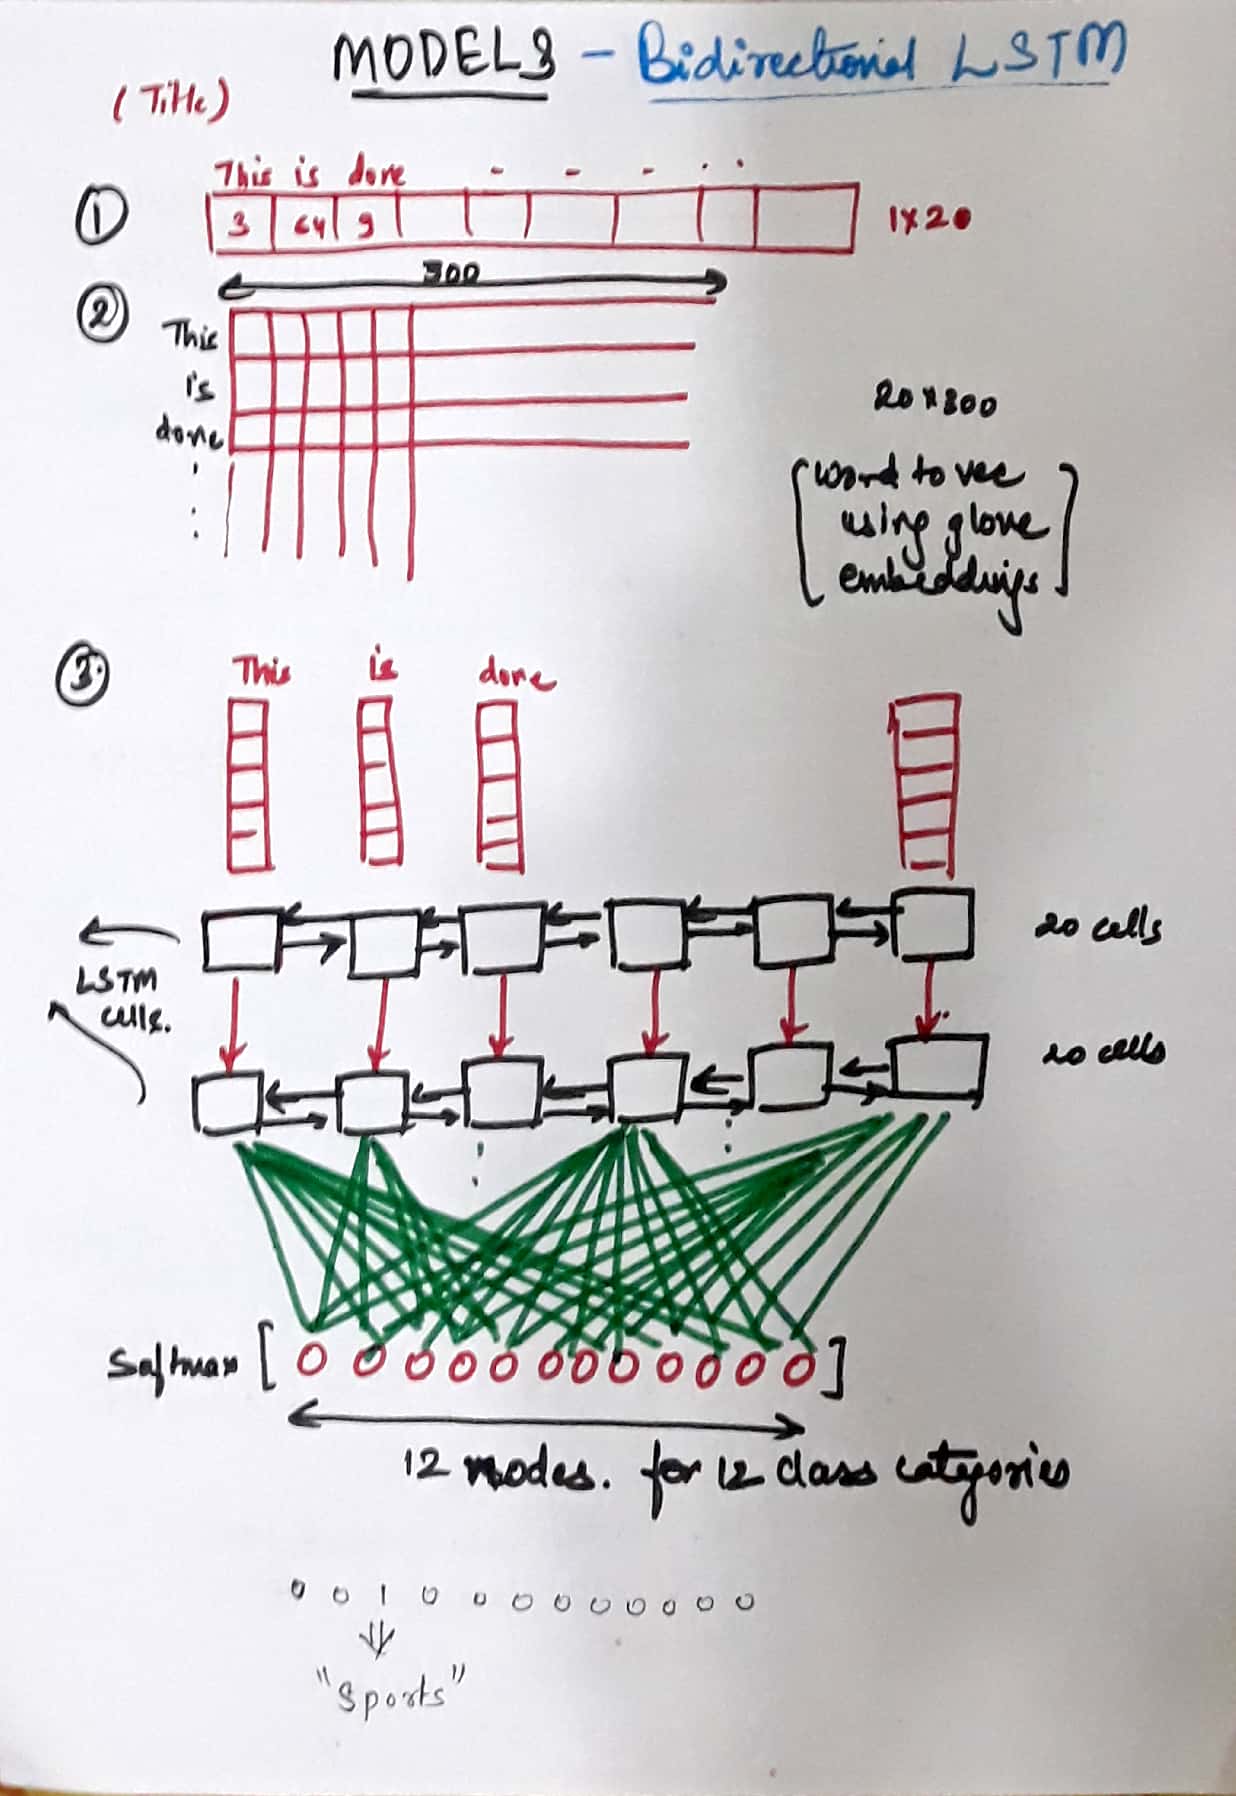 MODEL3 - Bidirectional LSTM
(Title)
This is done - - - . .
① 3 64 9 1x20
300
②
This
is
done
20x300
[word to vec
using glove
embeddings]
③ This is done
20 cells
LSTM
cells.
20 cells
Softmax [ 0 0 0 0 0 0 0 0 0 0 0 0 ]
12 nodes. for 12 class categories
0 0 1 0 0 0 0 0 0 0 0 0
"Sports"